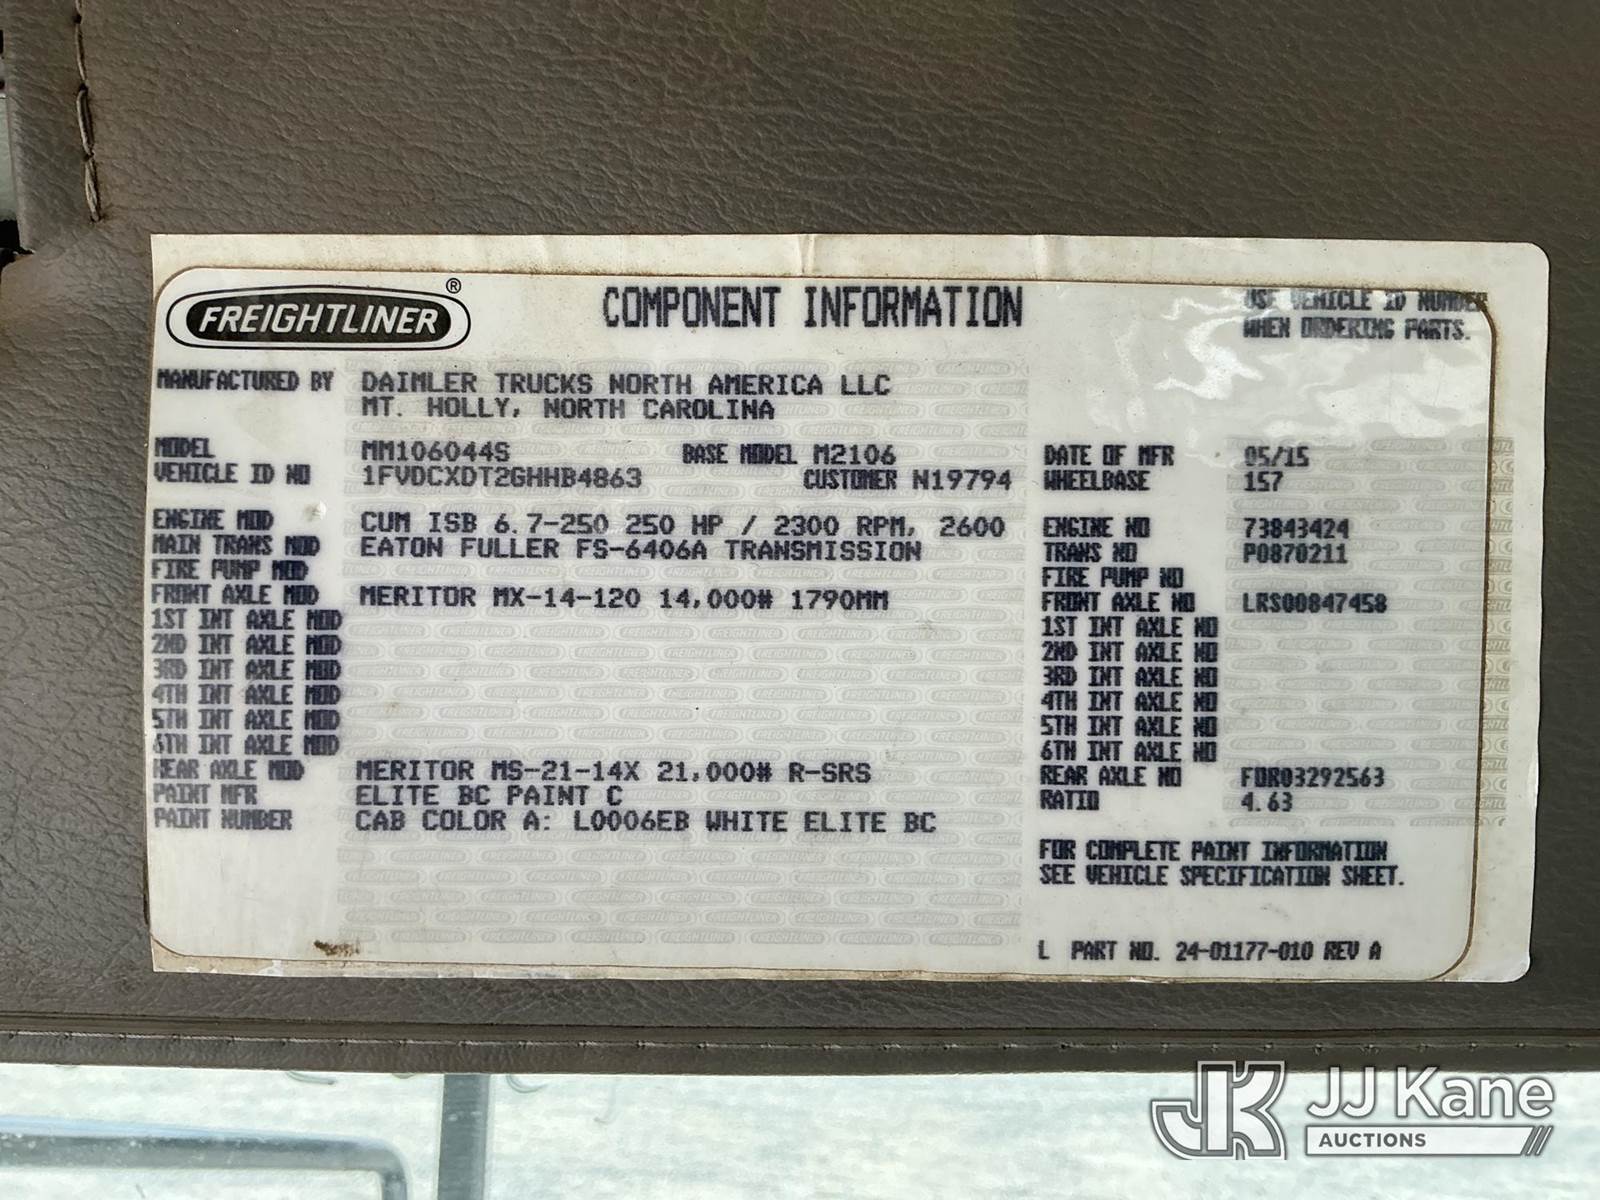 FREIGHTLINER®
COMPONENT INFORMATION
USE VEHICLE ID NUMBER
WHEN ORDERING PARTS.
MANUFACTURED BY DAIMLER TRUCKS NORTH AMERICA LLC
MT. HOLLY, NORTH CAROLINA
MODEL MM106044S BASE MODEL M2106 DATE OF MFR 05/15
VEHICLE ID NO 1FVDCXDT2GHHB4863 CUSTOMER N19794 WHEELBASE 157
ENGINE MOD CUM ISB 6.7-250 250 HP / 2300 RPM, 2600 ENGINE NO 73843424
MAIN TRANS MOD EATON FULLER FS-6406A TRANSMISSION TRANS NO P0870211
FIRE PUMP MOD FIRE PUMP NO
FRONT AXLE MOD MERITOR MX-14-120 14,000# 1790MM FRONT AXLE NO LRS00847458
1ST INT AXLE MOD 1ST INT AXLE NO
2ND INT AXLE MOD 2ND INT AXLE NO
3RD INT AXLE MOD 3RD INT AXLE NO
4TH INT AXLE MOD 4TH INT AXLE NO
5TH INT AXLE MOD 5TH INT AXLE NO
6TH INT AXLE MOD 6TH INT AXLE NO
REAR AXLE MOD MERITOR MS-21-14X 21,000# R-SRS REAR AXLE NO FDR03292563
PAINT MFR ELITE BC PAINT C RATIO 4.63
PAINT NUMBER CAB COLOR A: L0006EB WHITE ELITE BC
FOR COMPLETE PAINT INFORMATION
SEE VEHICLE SPECIFICATION SHEET.
L PART NO. 24-01177-010 REV A
JK JJ Kane
AUCTIONS